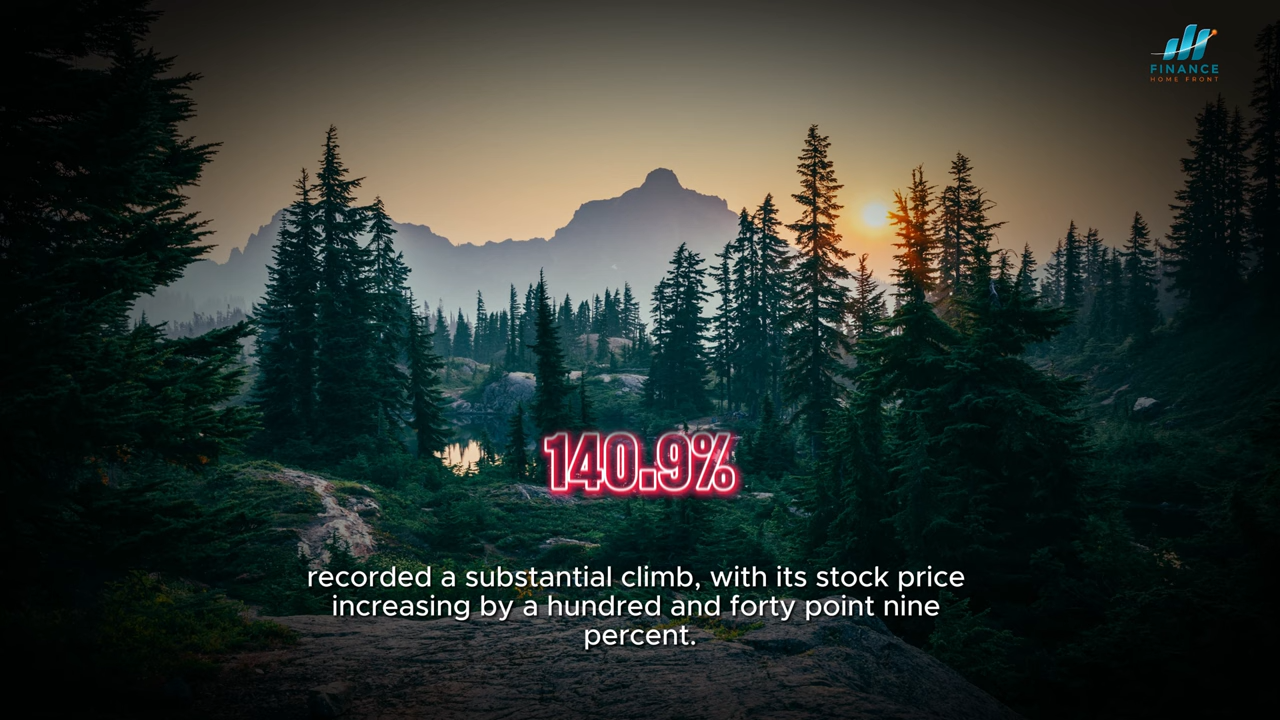 FINANCE
HOME FRONT
140.9%
recorded a substantial climb, with its stock price
increasing by a hundred and forty point nine
percent.